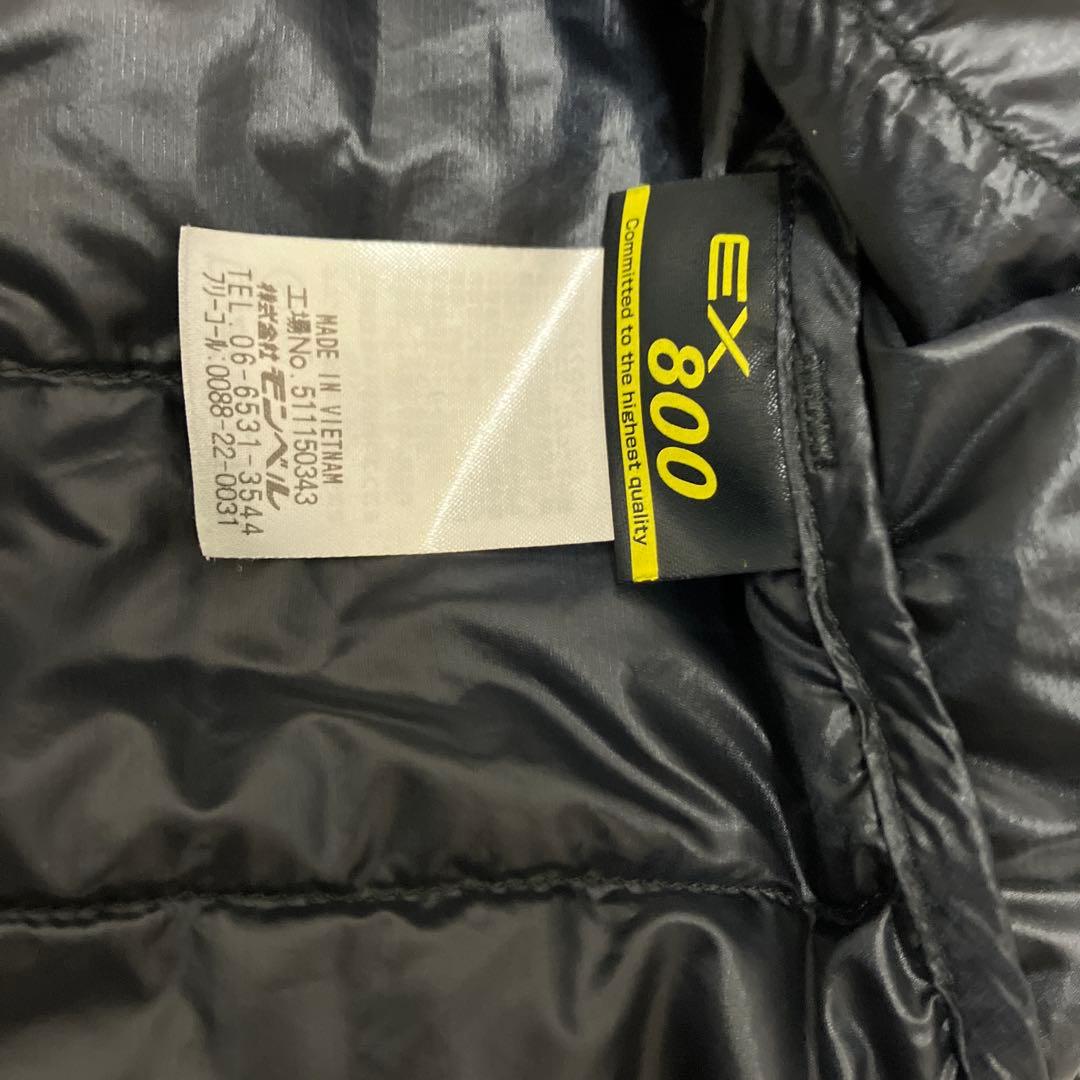 EX
800
Committed to the highest quality
MADE IN VIETNAM
工場No. 511150343
株式会社 モンベル
TEL.06-6531-3544
フリーコール:0088-22-0031